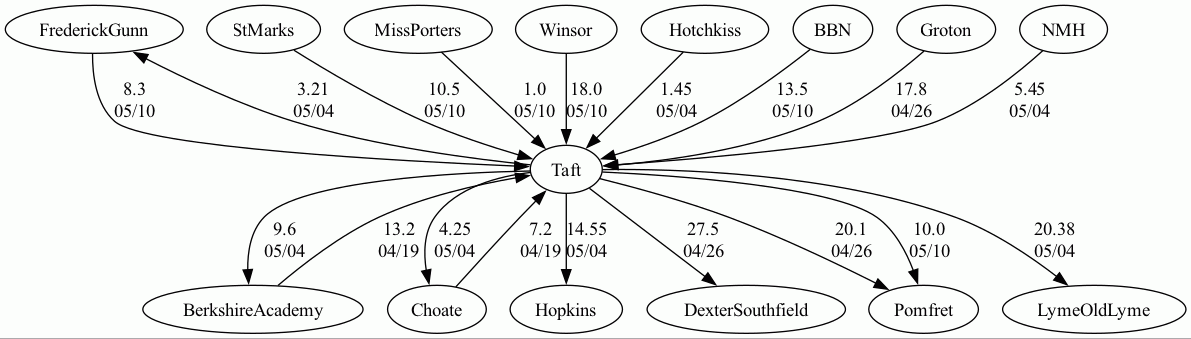 FrederickGunn StMarks MissPorters Winsor Hotchkiss BBN Groton NMH
8.3 3.21 10.5 1.0 18.0 1.45 13.5 17.8 5.45
05/10 05/04 05/10 05/10 05/10 05/04 05/10 04/26 05/04
Taft
9.6 13.2 4.25 7.2 14.55 27.5 20.1 10.0 20.38
05/04 04/19 05/04 04/19 05/04 04/26 04/26 05/10 05/04
BerkshireAcademy Choate Hopkins DexterSouthfield Pomfret LymeOldLyme